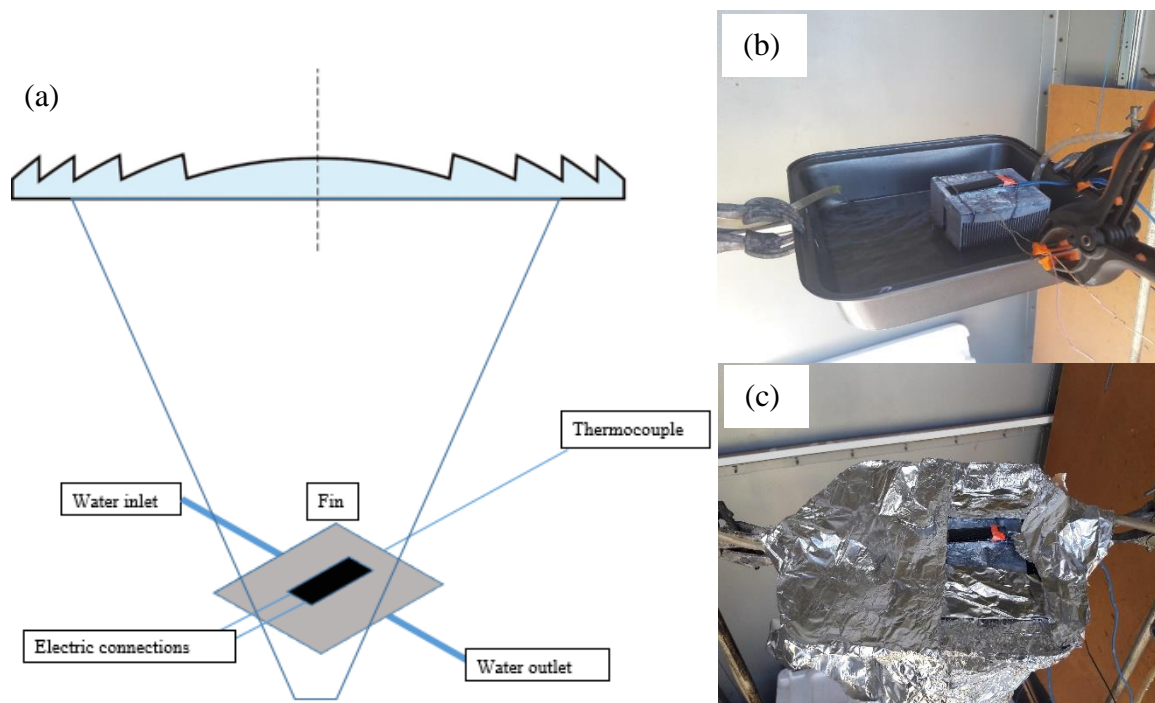 (a)
Thermocouple
Water inlet
Fin
Electric connections
Water outlet
(b)
(c)